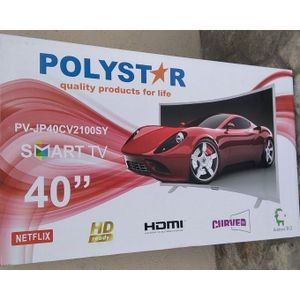 POLYSTAR
quality products for life
PV-JP40CV2100SY
SMART TV
40”
NETFLIX
HD
ready
HDMI
CURVED